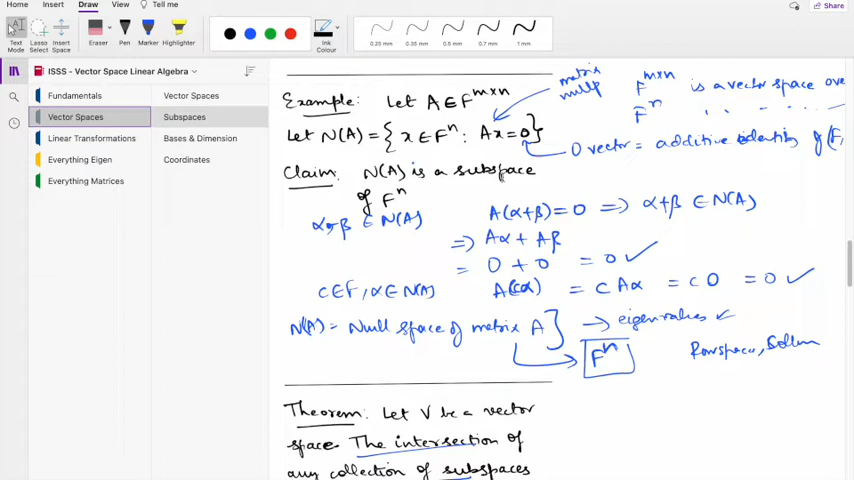 Home Insert Draw View Tell me Share
Text Mode
Lasso Select
Insert Space
Eraser
Pen
Marker
Highlighter
Ink Colour
0.25 mm 0.35 mm 0.5 mm 0.7 mm 1 mm
ISSS - Vector Space Linear Algebra
Fundamentals
Vector Spaces
Linear Transformations
Everything Eigen
Everything Matrices
Vector Spaces
Subspaces
Bases & Dimension
Coordinates
Example: Let A ∈ F^{m×n}
matrix mulp
F^{m×n} is a vector space ove
F^n " " "
Let N(A) = { x ∈ F^n : Ax = 0 }
0 vector = additive identity of (F,
Claim: N(A) is a subspace
of F^n
α, β ∈ N(A)
A(α+β) = 0 ⇒ α+β ∈ N(A)
⇒ Aα + Aβ
= 0 + 0 = 0 ✓
c ∈ F, α ∈ N(A) A(cα) = c Aα = c0 = 0 ✓
N(A) = Null space of matrix A ] → eigenvalues
F^n
Rowspace, Column
Theorem: Let V be a vector
space The intersection of
any collection of subspaces